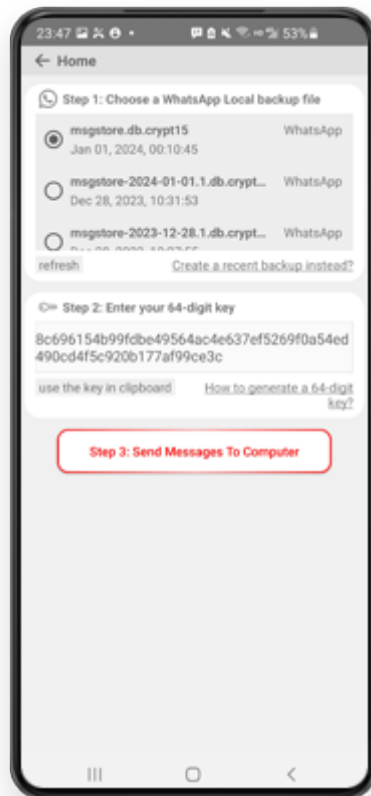 23:47 53%
Home
Step 1: Choose a WhatsApp Local backup file
msgstore.db.crypt15 WhatsApp
Jan 01, 2024, 00:10:45
msgstore-2024-01-01.1.db.crypt... WhatsApp
Dec 28, 2023, 10:31:53
msgstore-2023-12-28.1.db.crypt... WhatsApp
refresh Create a recent backup instead?
Step 2: Enter your 64-digit key
8c696154b99fdbe49564ac4e637ef5269f0a54ed
490cd4f5c920b177af99ce3c
use the key in clipboard How to generate a 64-digit
key?
Step 3: Send Messages To Computer